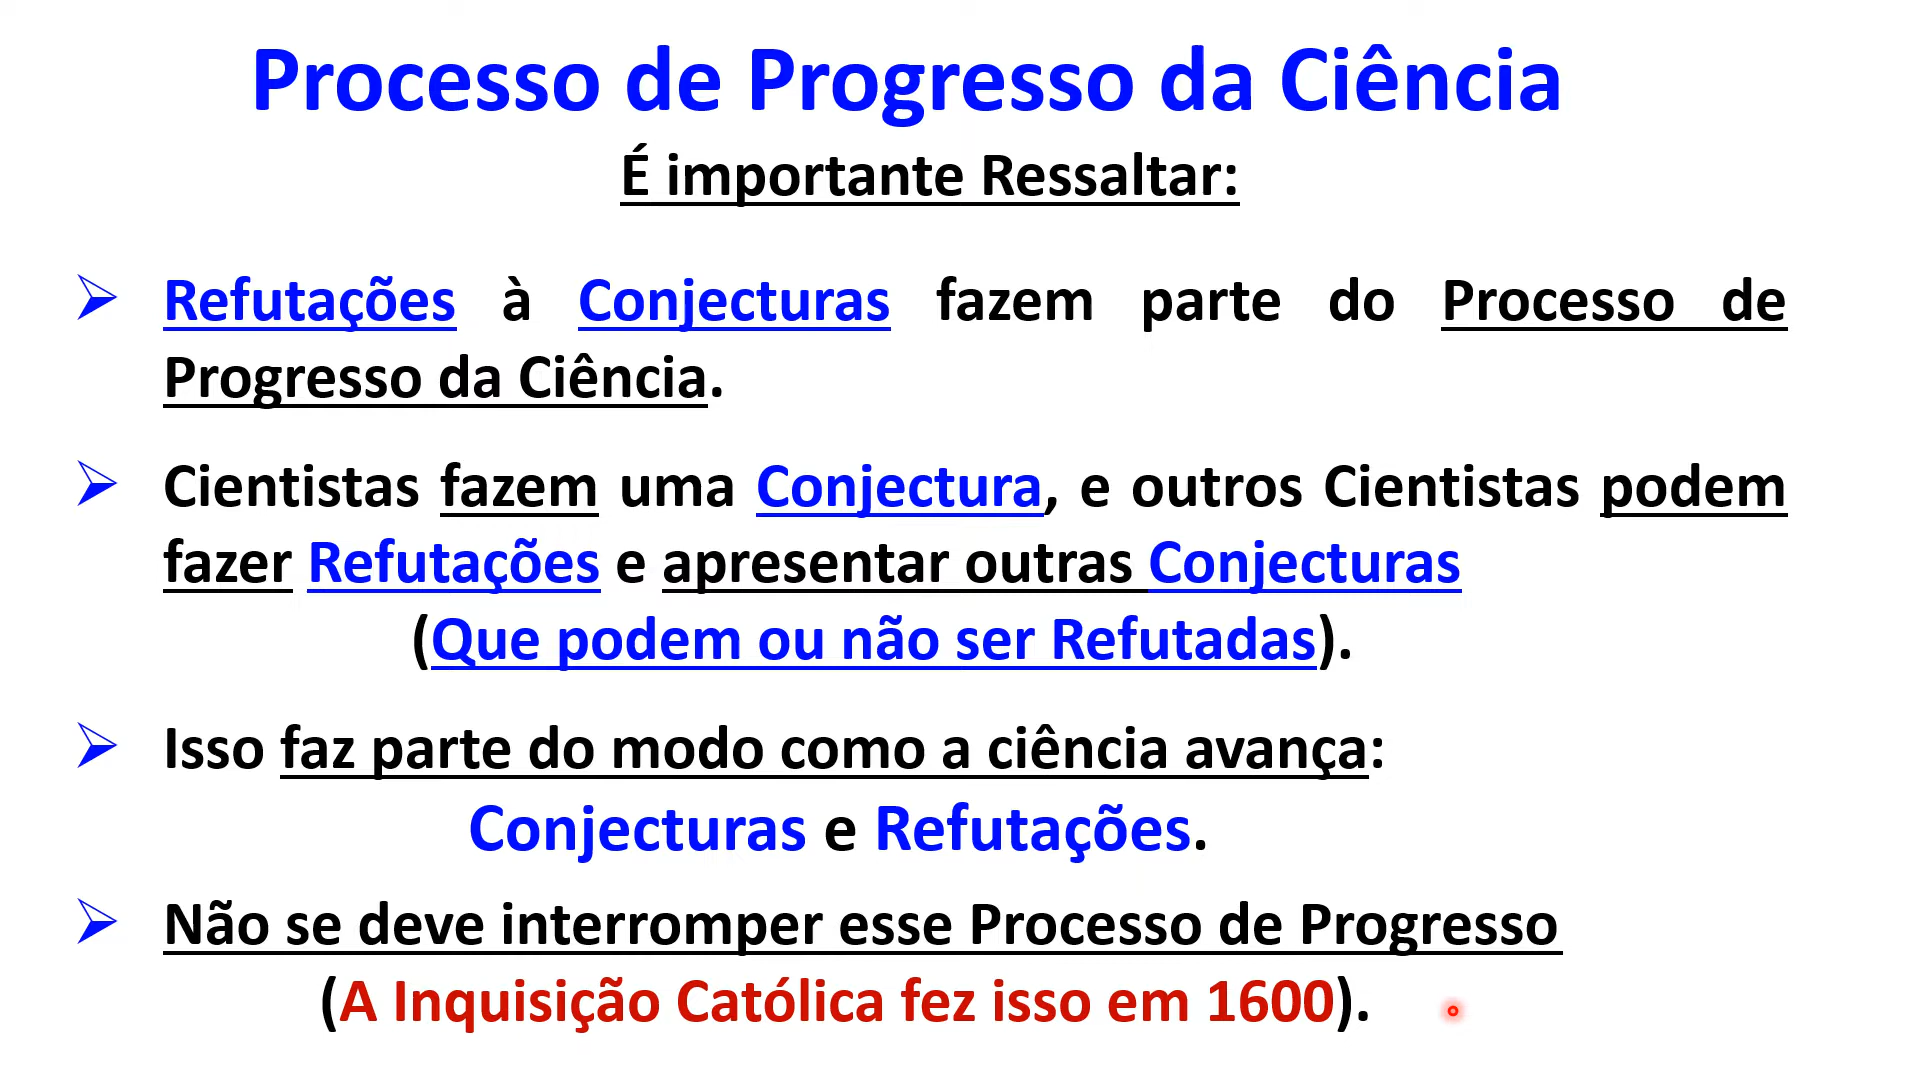 Processo de Progresso da Ciência
É importante Ressaltar:
Refutações à Conjecturas fazem parte do Processo de
Progresso da Ciência.
Cientistas fazem uma Conjectura, e outros Cientistas podem
fazer Refutações e apresentar outras Conjecturas
(Que podem ou não ser Refutadas).
Isso faz parte do modo como a ciência avança:
Conjecturas e Refutações.
Não se deve interromper esse Processo de Progresso
(A Inquisição Católica fez isso em 1600).